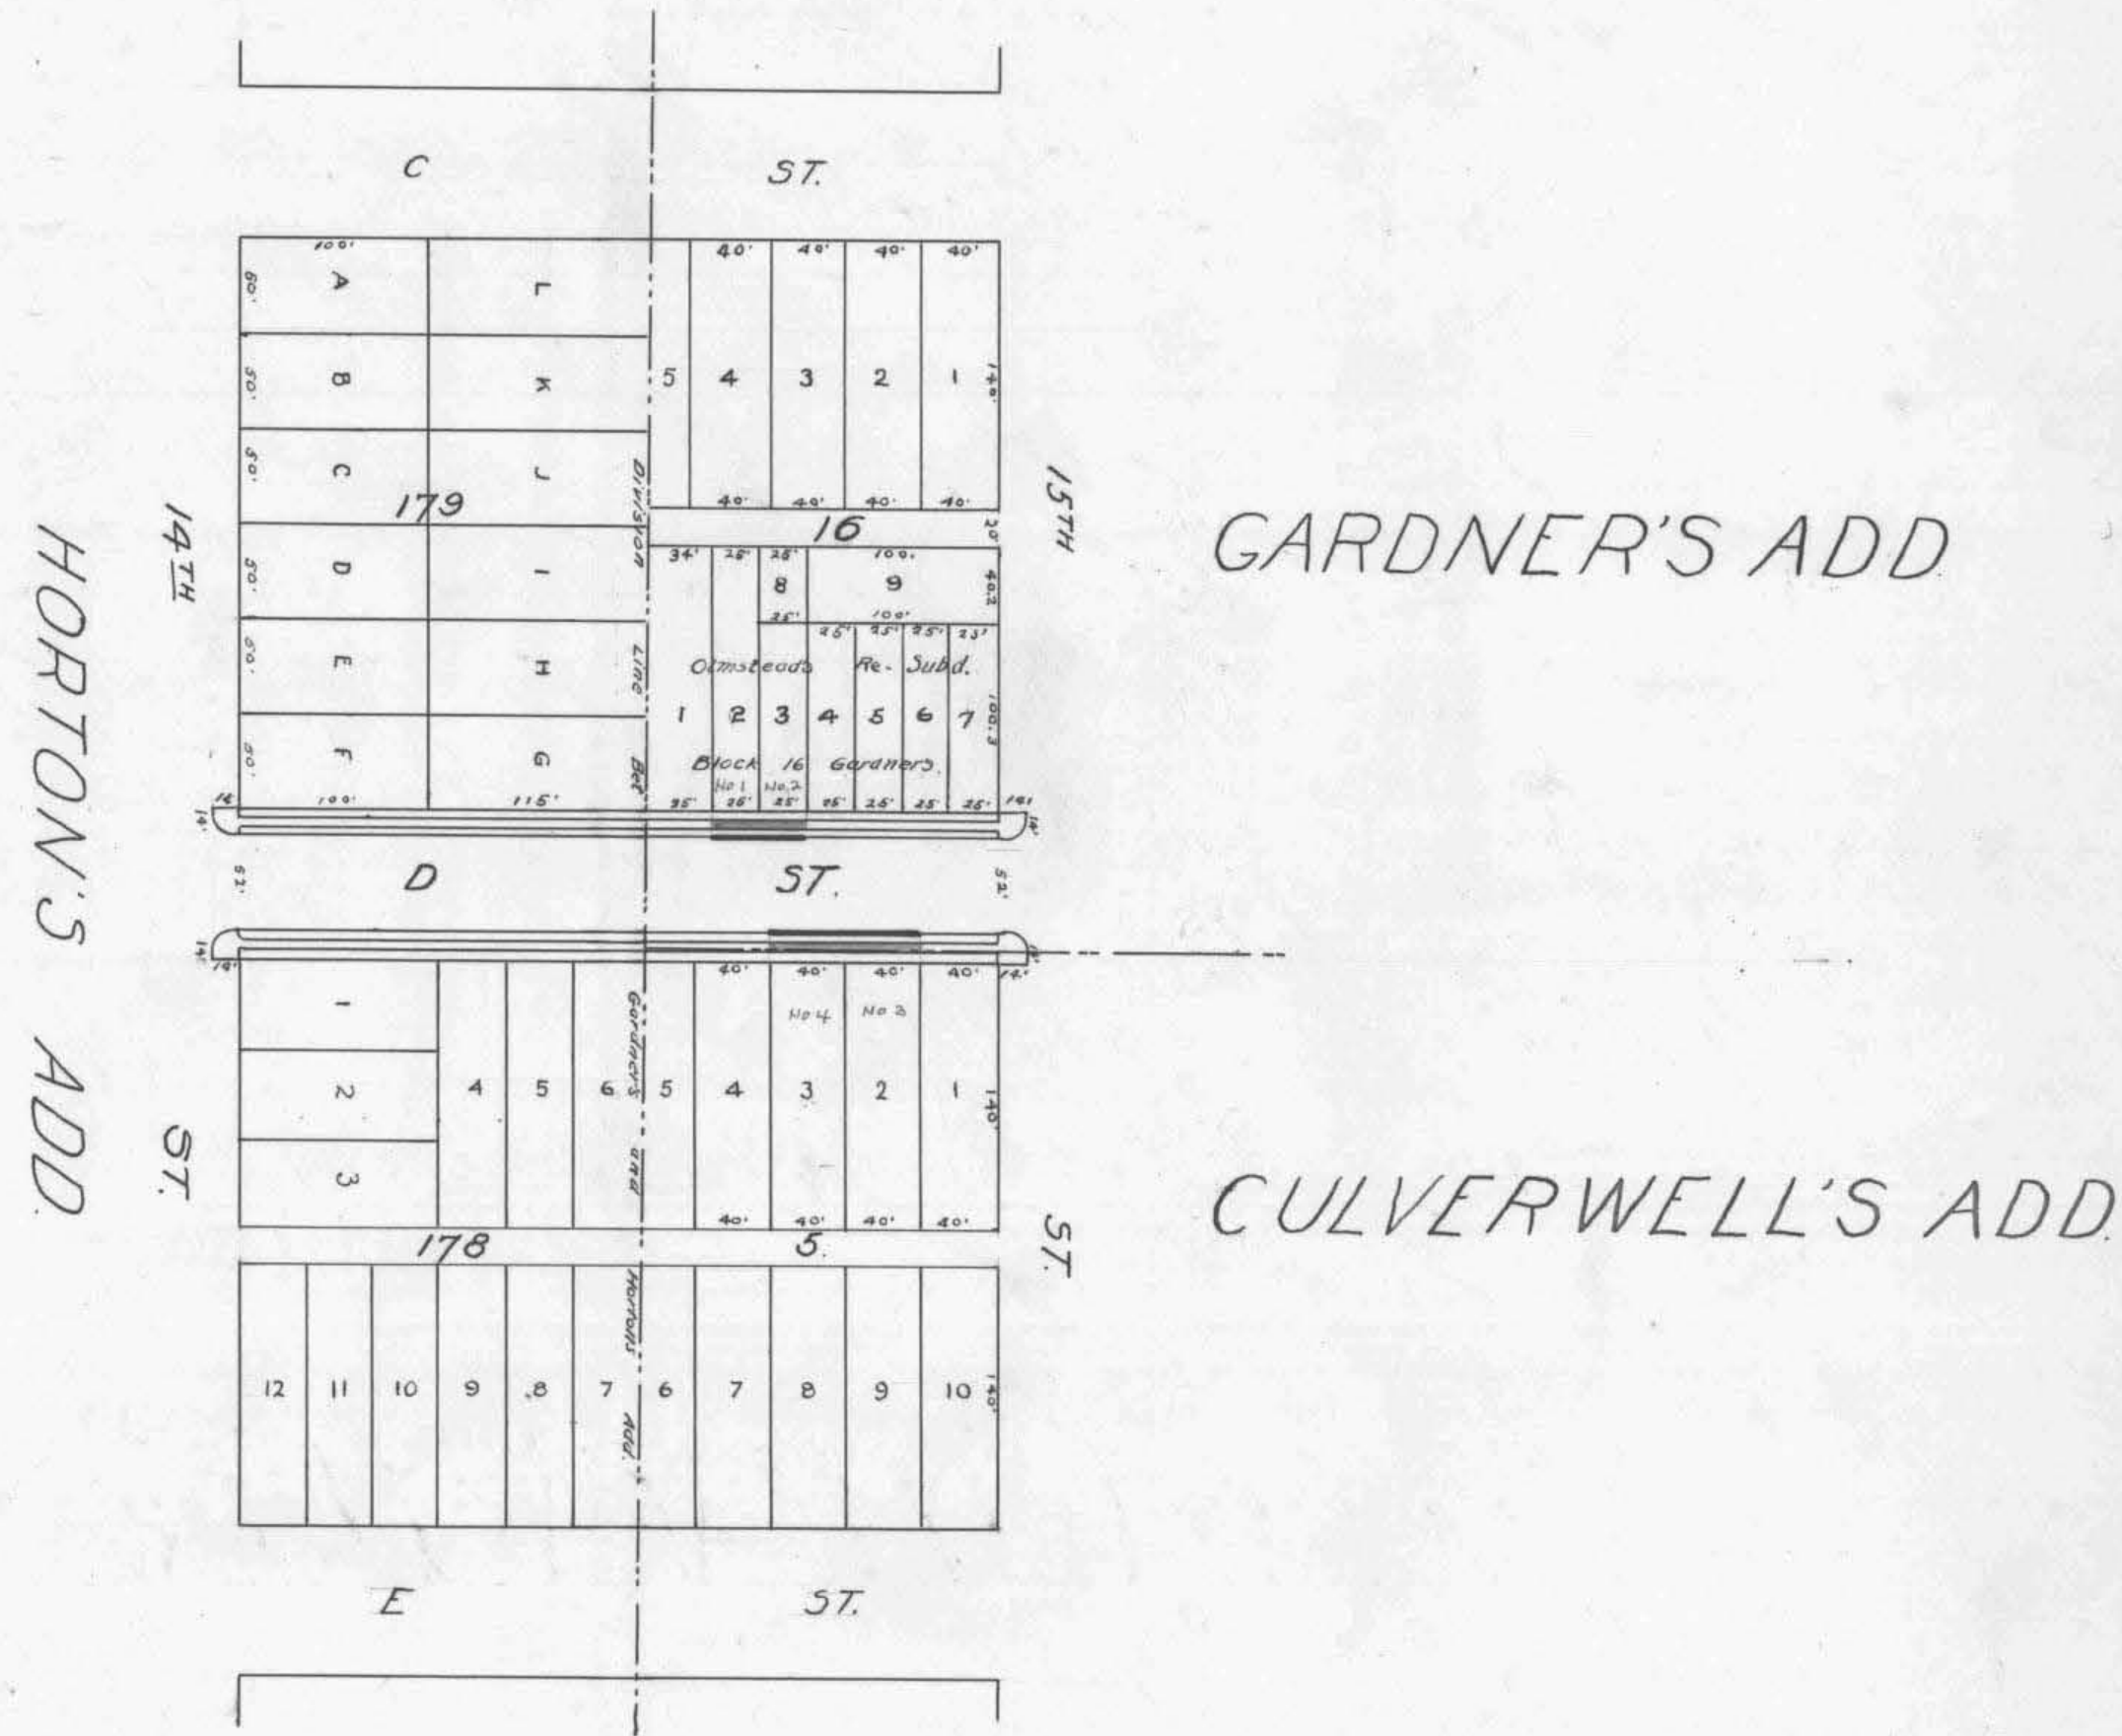 C ST.
100' 40' 40' 40' 40'
A L
60'
B K 5 4 3 2 1 140'
50'
C J
50'
179 40' 40' 40' 40'
16 20'
34' 25' 25' 100'
D I 8 9 40.2
50' 25' 100'
25' 25' 25' 25'
E H Olmsteads Re- Subd.
50'
1 2 3 4 5 6 7 100.3
F G Block 16 Gardners.
50' No 1 No 2
14' 100' 115' 35' 25' 25' 25' 25' 25' 25' 14'
14' 14'
52' D ST. 52'
14' 14'
14' 40' 40' 40' 40' 14'
1 No 4 No 3
2 4 5 6 5 4 3 2 1 140'
3
40' 40' 40' 40'
178 5.
12 11 10 9 8 7 6 7 8 9 10 140'
E ST.
Division Line Bet Gardner's and Horton's Add.
14TH ST.
15TH ST.
HORTON'S ADD.
GARDNER'S ADD.
CULVERWELL'S ADD.